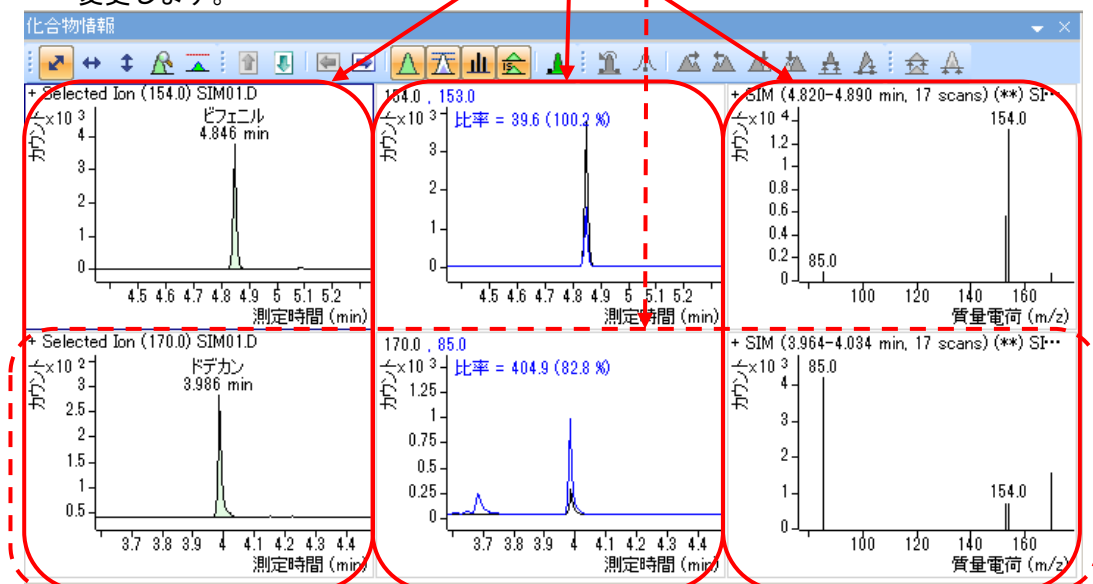 変更します。
化合物情報
+ Selected Ion (154.0) SIM01.D
カウント
×10 3
ビフェニル
4.846 min
4
3
2
1
0
4.5 4.6 4.7 4.8 4.9 5 5.1 5.2
測定時間 (min)
154.0 , 153.0
カウント
×10 3
比率 = 39.6 (100.2 %)
3
2
1
0
4.5 4.6 4.7 4.8 4.9 5 5.1 5.2
測定時間 (min)
+ SIM (4.820-4.890 min, 17 scans) (**) SI…
カウント
×10 4
154.0
1.2
1
0.8
0.6
0.4
0.2
85.0
0
100 120 140 160
質量電荷 (m/z)
+ Selected Ion (170.0) SIM01.D
カウント
×10 2
ドデカン
3.986 min
3
2.5
2
1.5
1
0.5
3.7 3.8 3.9 4 4.1 4.2 4.3 4.4
測定時間 (min)
170.0 , 85.0
カウント
×10 3
比率 = 404.9 (82.8 %)
1.25
1
0.75
0.5
0.25
0
3.7 3.8 3.9 4 4.1 4.2 4.3 4.4
測定時間 (min)
+ SIM (3.964-4.034 min, 17 scans) (**) SI…
カウント
×10 3
85.0
4
3
2
1
154.0
0
100 120 140 160
質量電荷 (m/z)